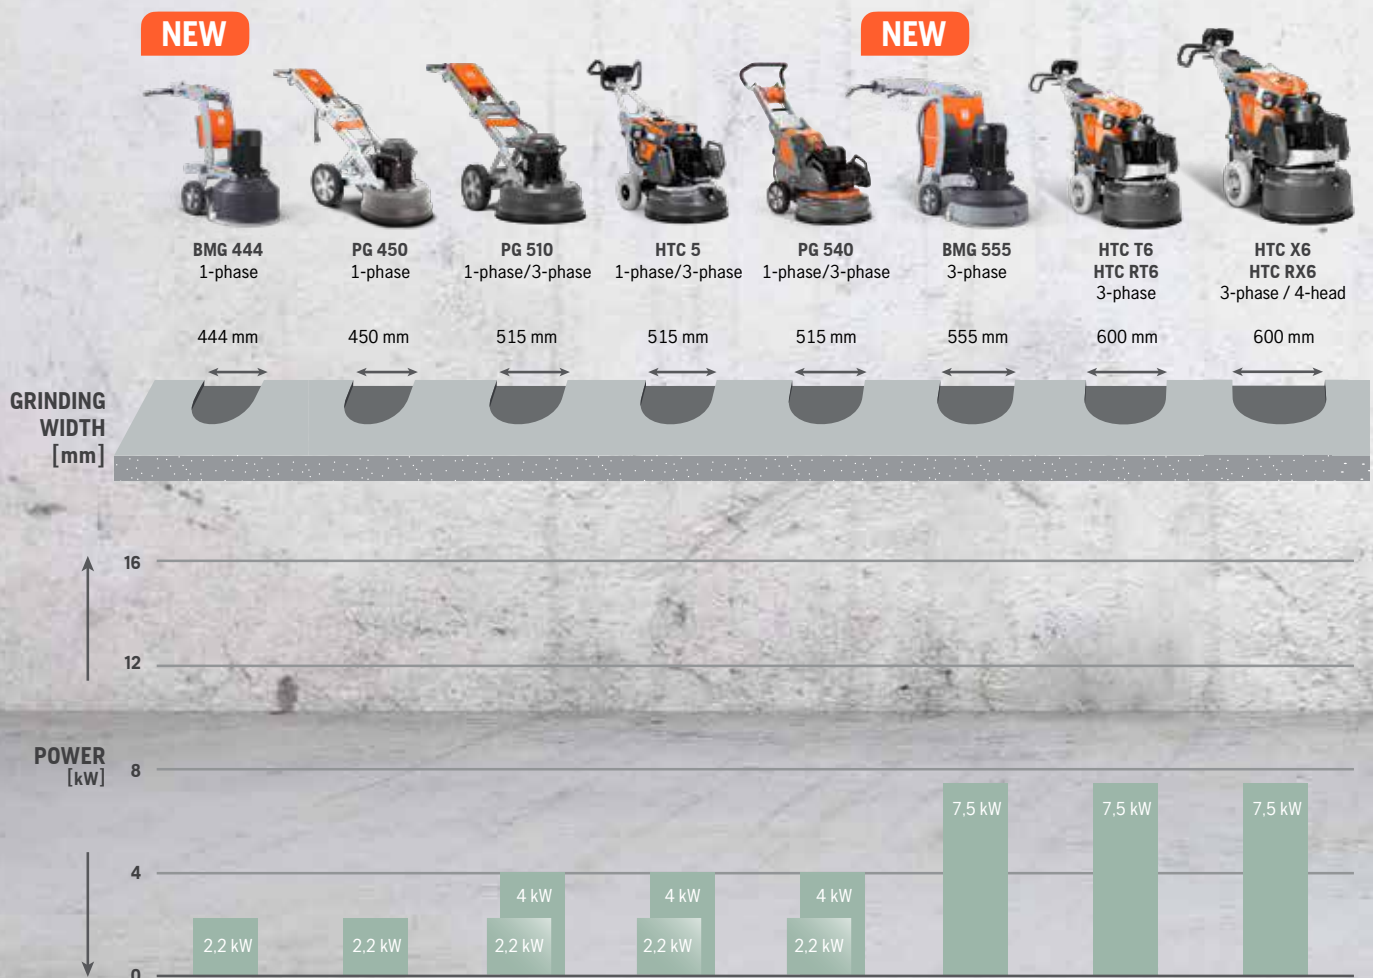 NEW
NEW
BMG 444
1-phase
PG 450
1-phase
PG 510
1-phase/3-phase
HTC 5
1-phase/3-phase
PG 540
1-phase/3-phase
BMG 555
3-phase
HTC T6
HTC RT6
3-phase
HTC X6
HTC RX6
3-phase / 4-head
444 mm
450 mm
515 mm
515 mm
515 mm
555 mm
600 mm
600 mm
GRINDING
WIDTH
[mm]
16
12
POWER
[kW]
8
4
0
2,2 kW
2,2 kW
4 kW
2,2 kW
4 kW
2,2 kW
4 kW
2,2 kW
7,5 kW
7,5 kW
7,5 kW